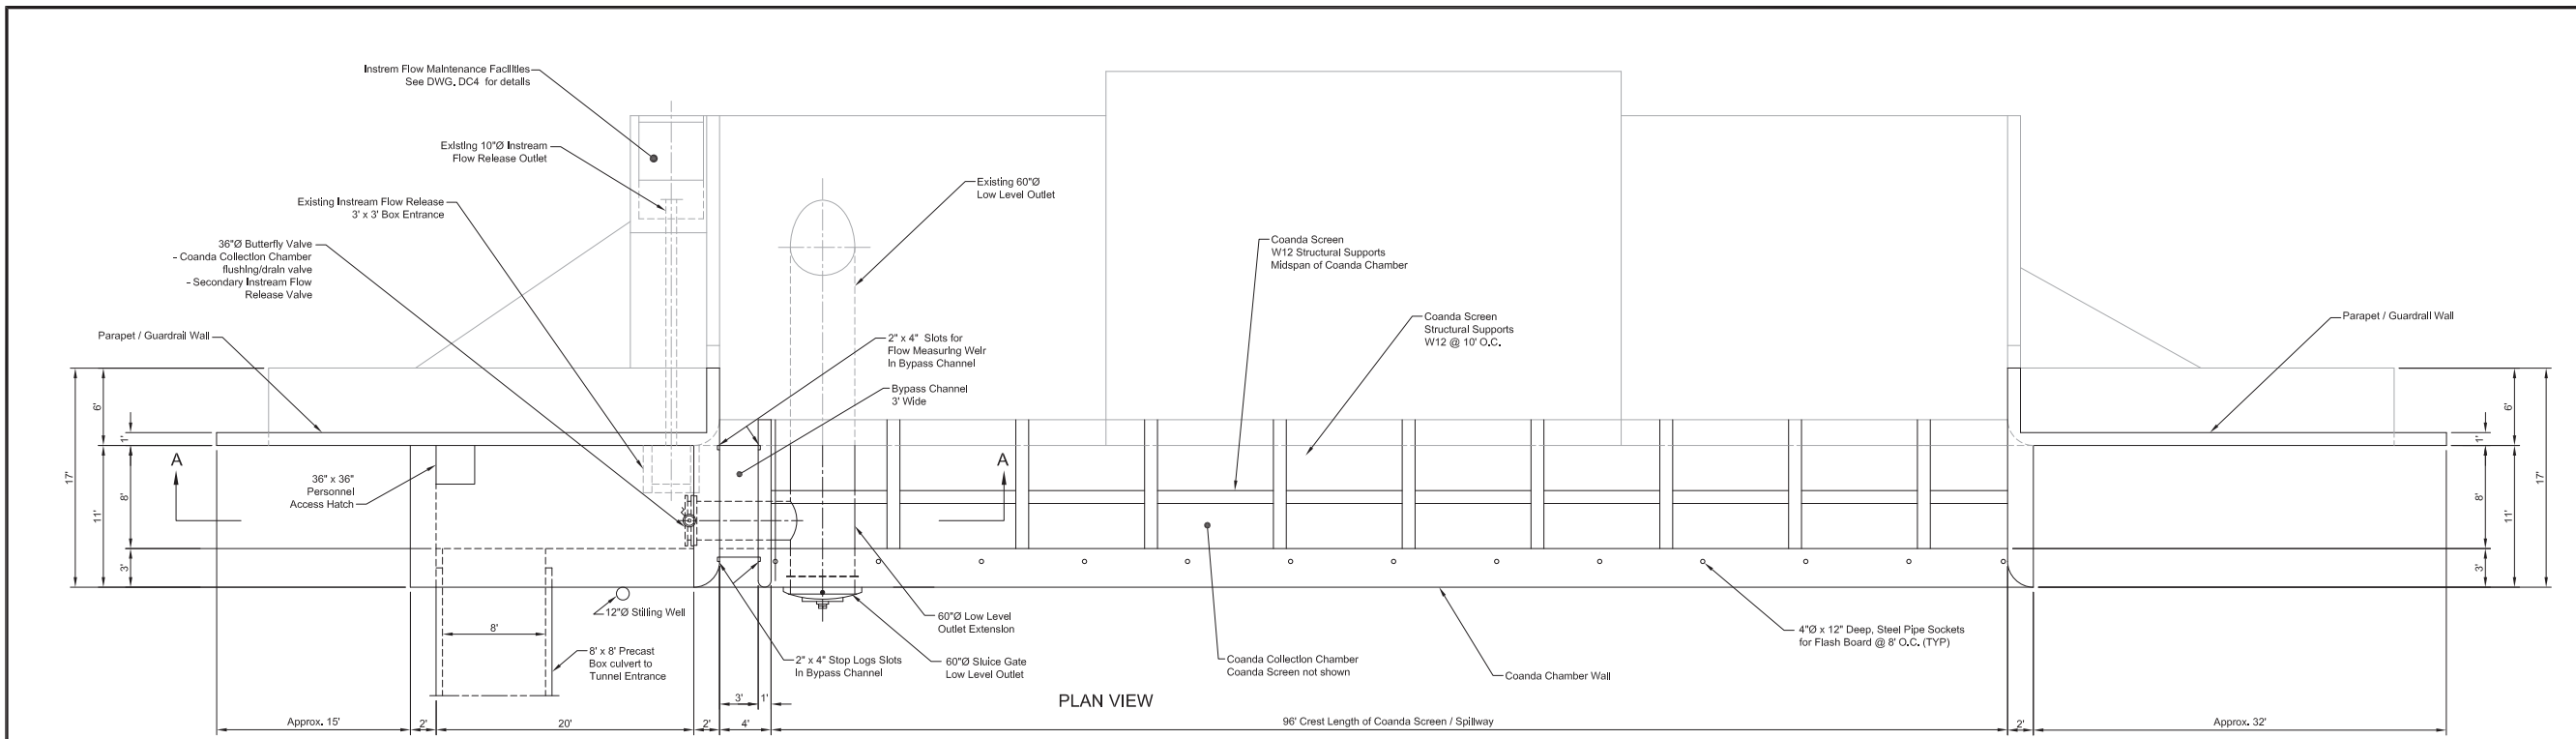 Instrem Flow Maintenance Facilities
See DWG. DC4 for details
Existing 10"Ø Instream
Flow Release Outlet
Existing 60"Ø
Low Level Outlet
Existing Instream Flow Release
3' x 3' Box Entrance
36"Ø Butterfly Valve
- Coanda Collection Chamber
flushing/drain valve
- Secondary Instream Flow
Release Valve
Coanda Screen
W12 Structural Supports
Midspan of Coanda Chamber
Parapet / Guardrail Wall
2" x 4" Slots for
Flow Measuring Weir
In Bypass Channel
Coanda Screen
Structural Supports
W12 @ 10' O.C.
Parapet / Guardrail Wall
Bypass Channel
3' Wide
6'
1'
17'
8'
11'
3'
A
A
36" x 36"
Personnel
Access Hatch
6'
1'
17'
8'
11'
3'
12"Ø Stilling Well
8'
8' x 8' Precast
Box culvert to
Tunnel Entrance
2" x 4" Stop Logs Slots
In Bypass Channel
60"Ø Low Level
Outlet Extension
60"Ø Sluice Gate
Low Level Outlet
Coanda Collection Chamber
Coanda Screen not shown
Coanda Chamber Wall
4"Ø x 12" Deep, Steel Pipe Sockets
for Flash Board @ 8' O.C. (TYP)
3'
1'
PLAN VIEW
Approx. 15'
2'
20'
2'
4'
96' Crest Length of Coanda Screen / Spillway
2'
Approx. 32'